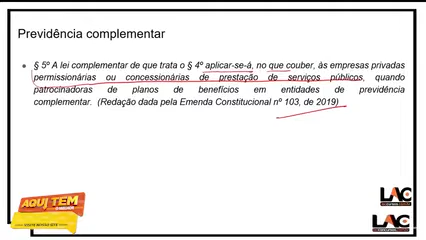 Previdência complementar
• § 5º A lei complementar de que trata o § 4º aplicar-se-á, no que couber, às empresas privadas
permissionárias ou concessionárias de prestação de serviços públicos, quando
patrocinadoras de planos de benefícios em entidades de previdência
complementar. (Redação dada pela Emenda Constitucional nº 103, de 2019)
AQUI TEM
LAC
LAC